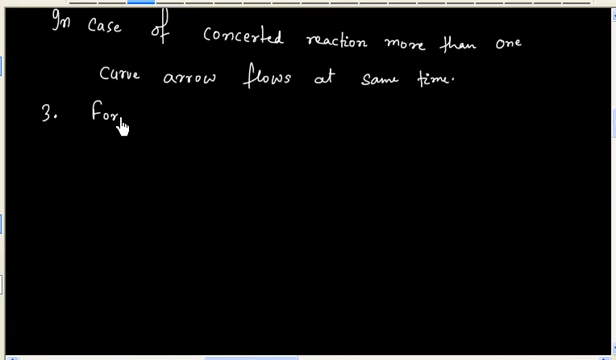 In case of concerted reaction more than one
curve arrow flows at same time.
3. For